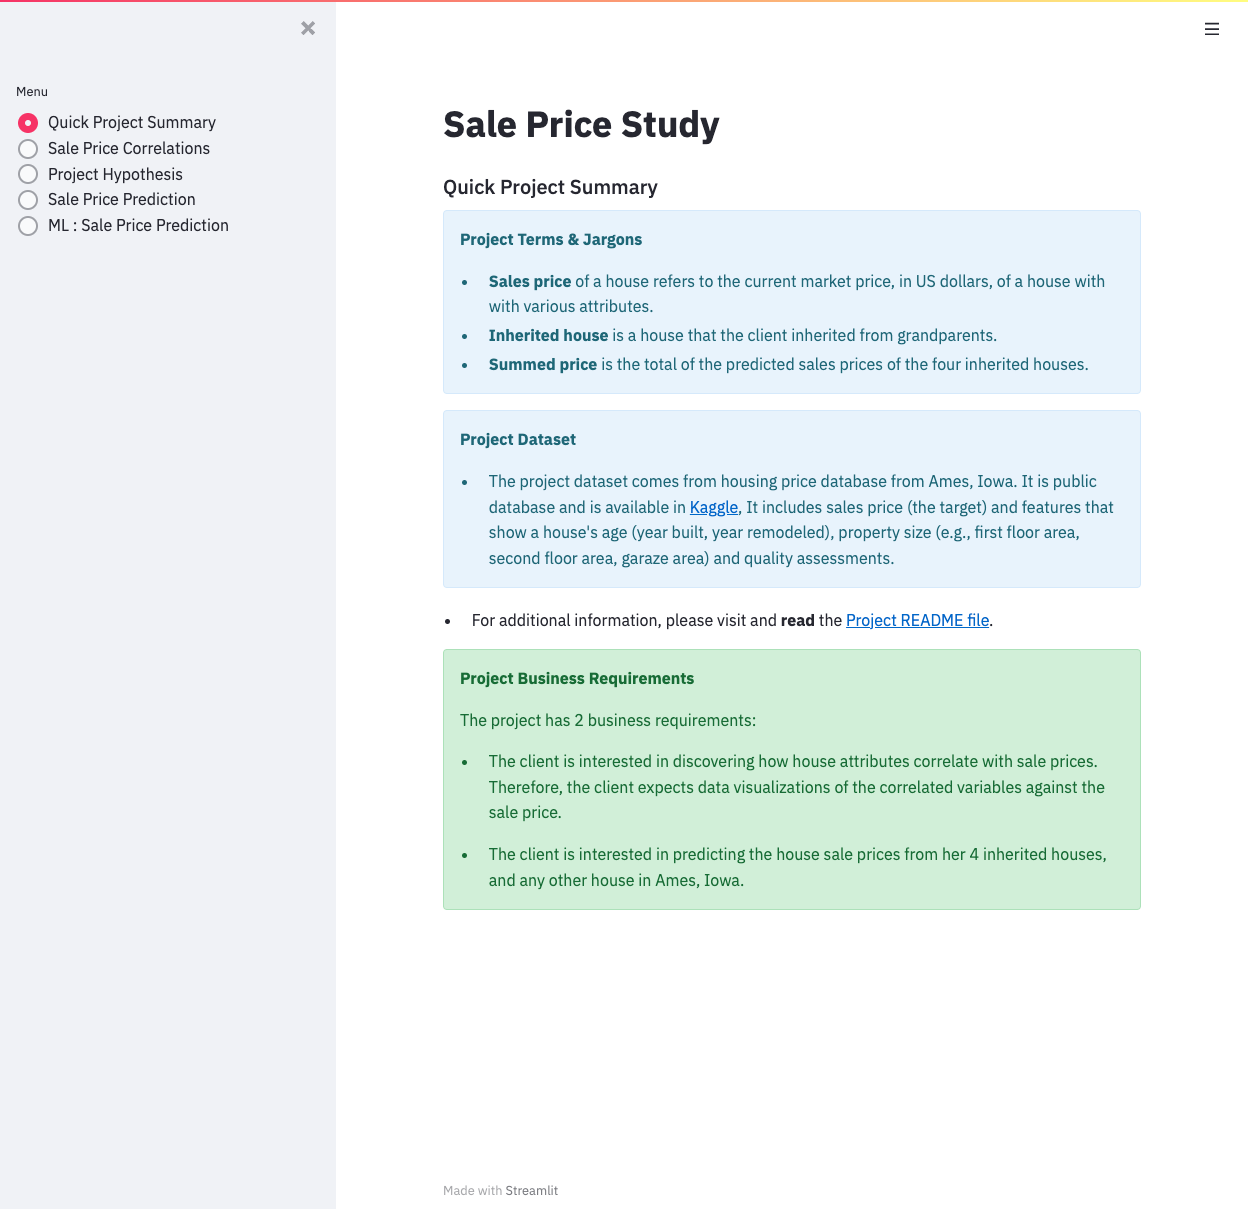 Menu
Quick Project Summary
Sale Price Correlations
Project Hypothesis
Sale Price Prediction
ML : Sale Price Prediction
Sale Price Study
Quick Project Summary
Project Terms & Jargons
• Sales price of a house refers to the current market price, in US dollars, of a house with
with various attributes.
• Inherited house is a house that the client inherited from grandparents.
• Summed price is the total of the predicted sales prices of the four inherited houses.
Project Dataset
• The project dataset comes from housing price database from Ames, Iowa. It is public
database and is available in Kaggle, It includes sales price (the target) and features that
show a house's age (year built, year remodeled), property size (e.g., first floor area,
second floor area, garaze area) and quality assessments.
• For additional information, please visit and read the Project README file.
Project Business Requirements
The project has 2 business requirements:
• The client is interested in discovering how house attributes correlate with sale prices.
Therefore, the client expects data visualizations of the correlated variables against the
sale price.
• The client is interested in predicting the house sale prices from her 4 inherited houses,
and any other house in Ames, Iowa.
Made with Streamlit